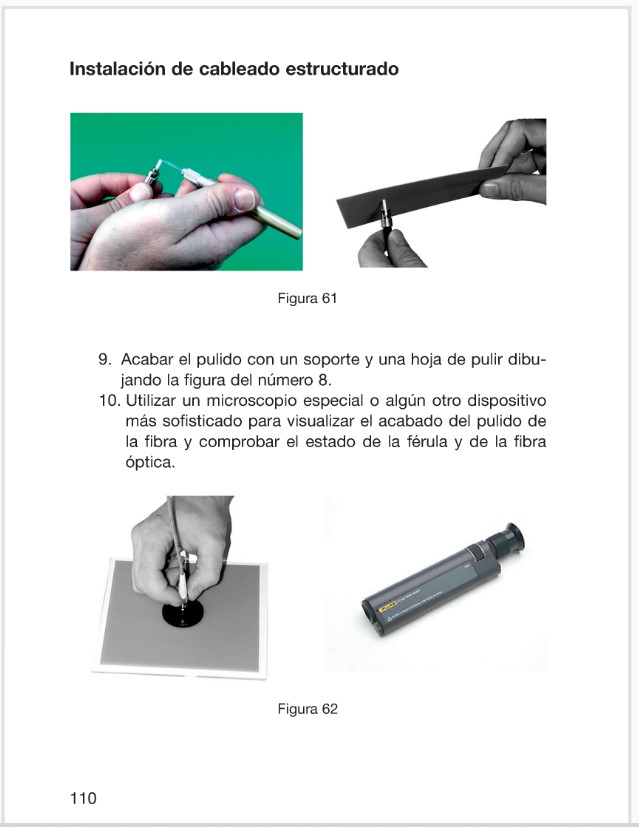 Instalación de cableado estructurado
Figura 61
9. Acabar el pulido con un soporte y una hoja de pulir dibu-
jando la figura del número 8.
10. Utilizar un microscopio especial o algún otro dispositivo
más sofisticado para visualizar el acabado del pulido de
la fibra y comprobar el estado de la férula y de la fibra
óptica.
Figura 62
110